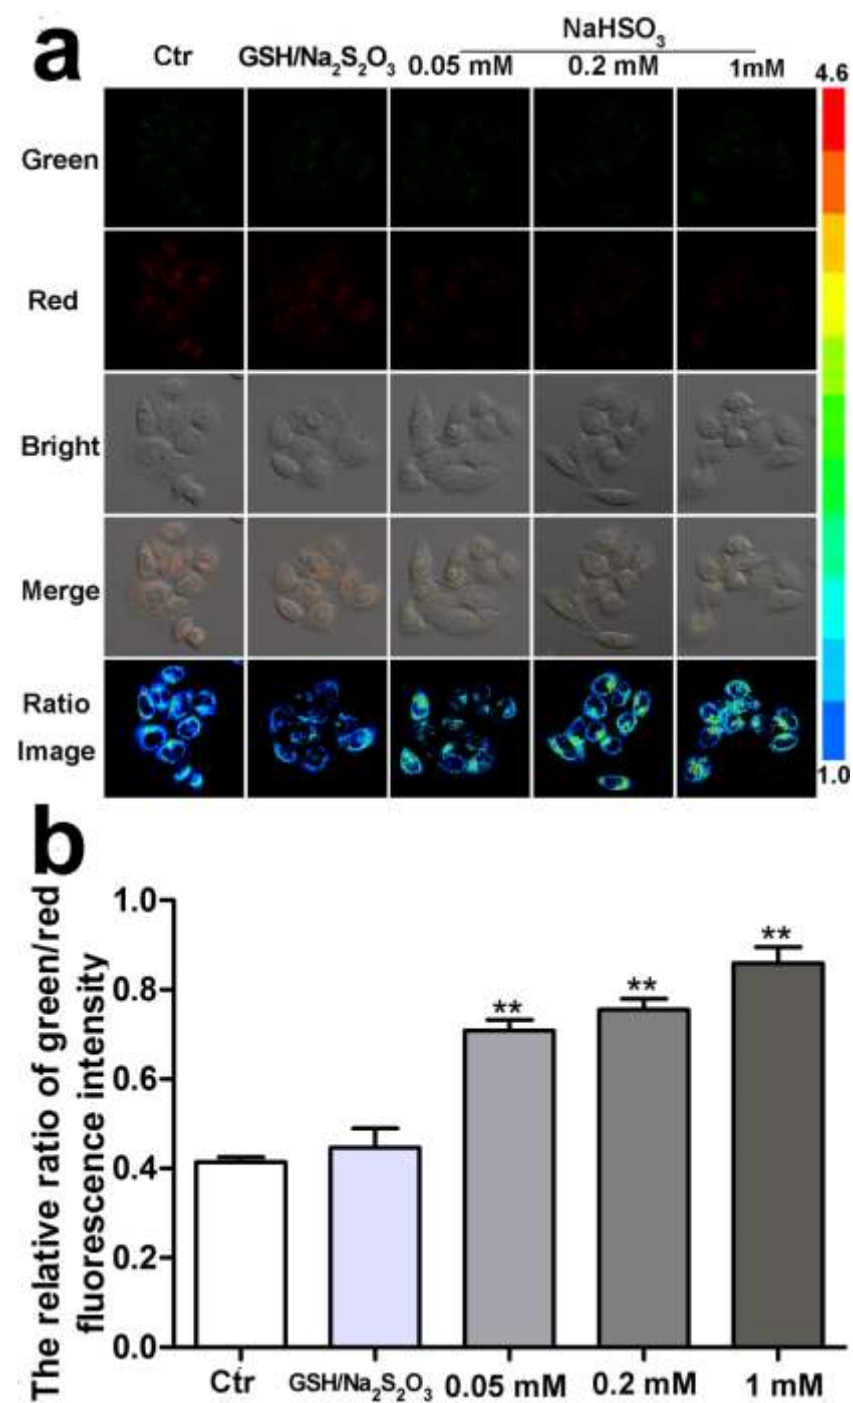 a
NaHSO₃
Ctr GSH/Na₂S₂O₃ 0.05 mM 0.2 mM 1mM
4.6
Green
Red
Bright
Merge
Ratio
Image
1.0
b
The relative ratio of green/red
fluorescence intensity
1.0
0.8
0.6
0.4
0.2
0.0
**
**
**
Ctr GSH/Na₂S₂O₃ 0.05 mM 0.2 mM 1 mM